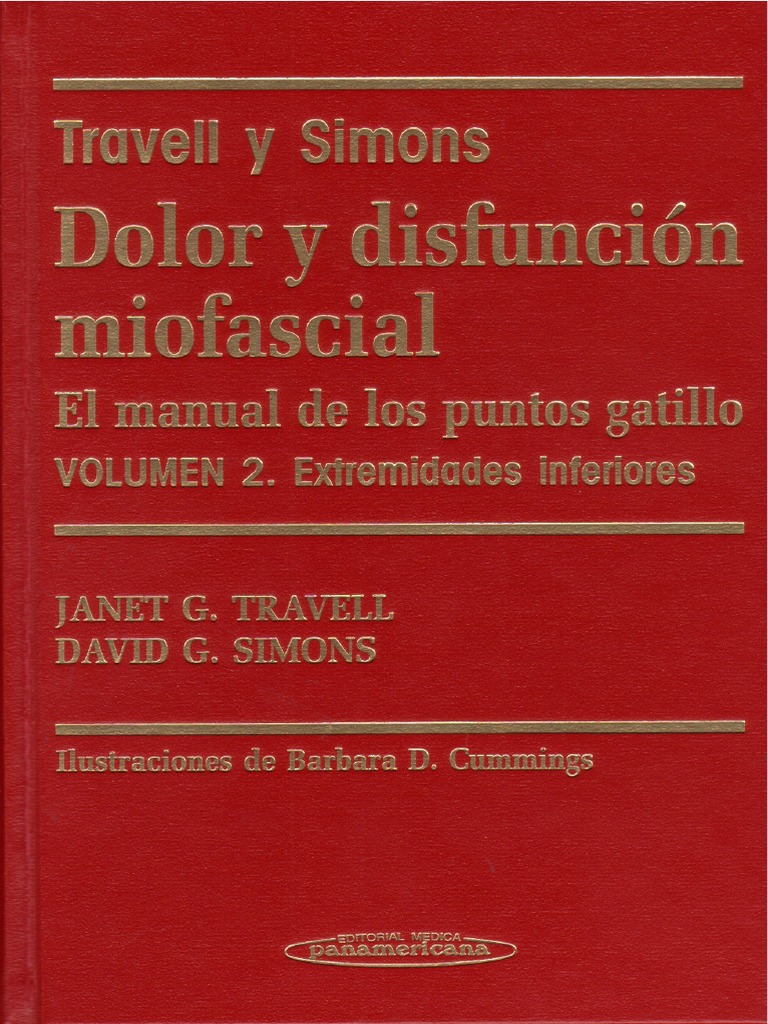 Travell y Simons
Dolor y disfunción
miofascial
El manual de los puntos gatillo
VOLUMEN 2. Extremidades inferiores
JANET G. TRAVELL
DAVID G. SIMONS
Ilustraciones de Barbara D. Cummings
EDITORIAL MEDICA
panamericana